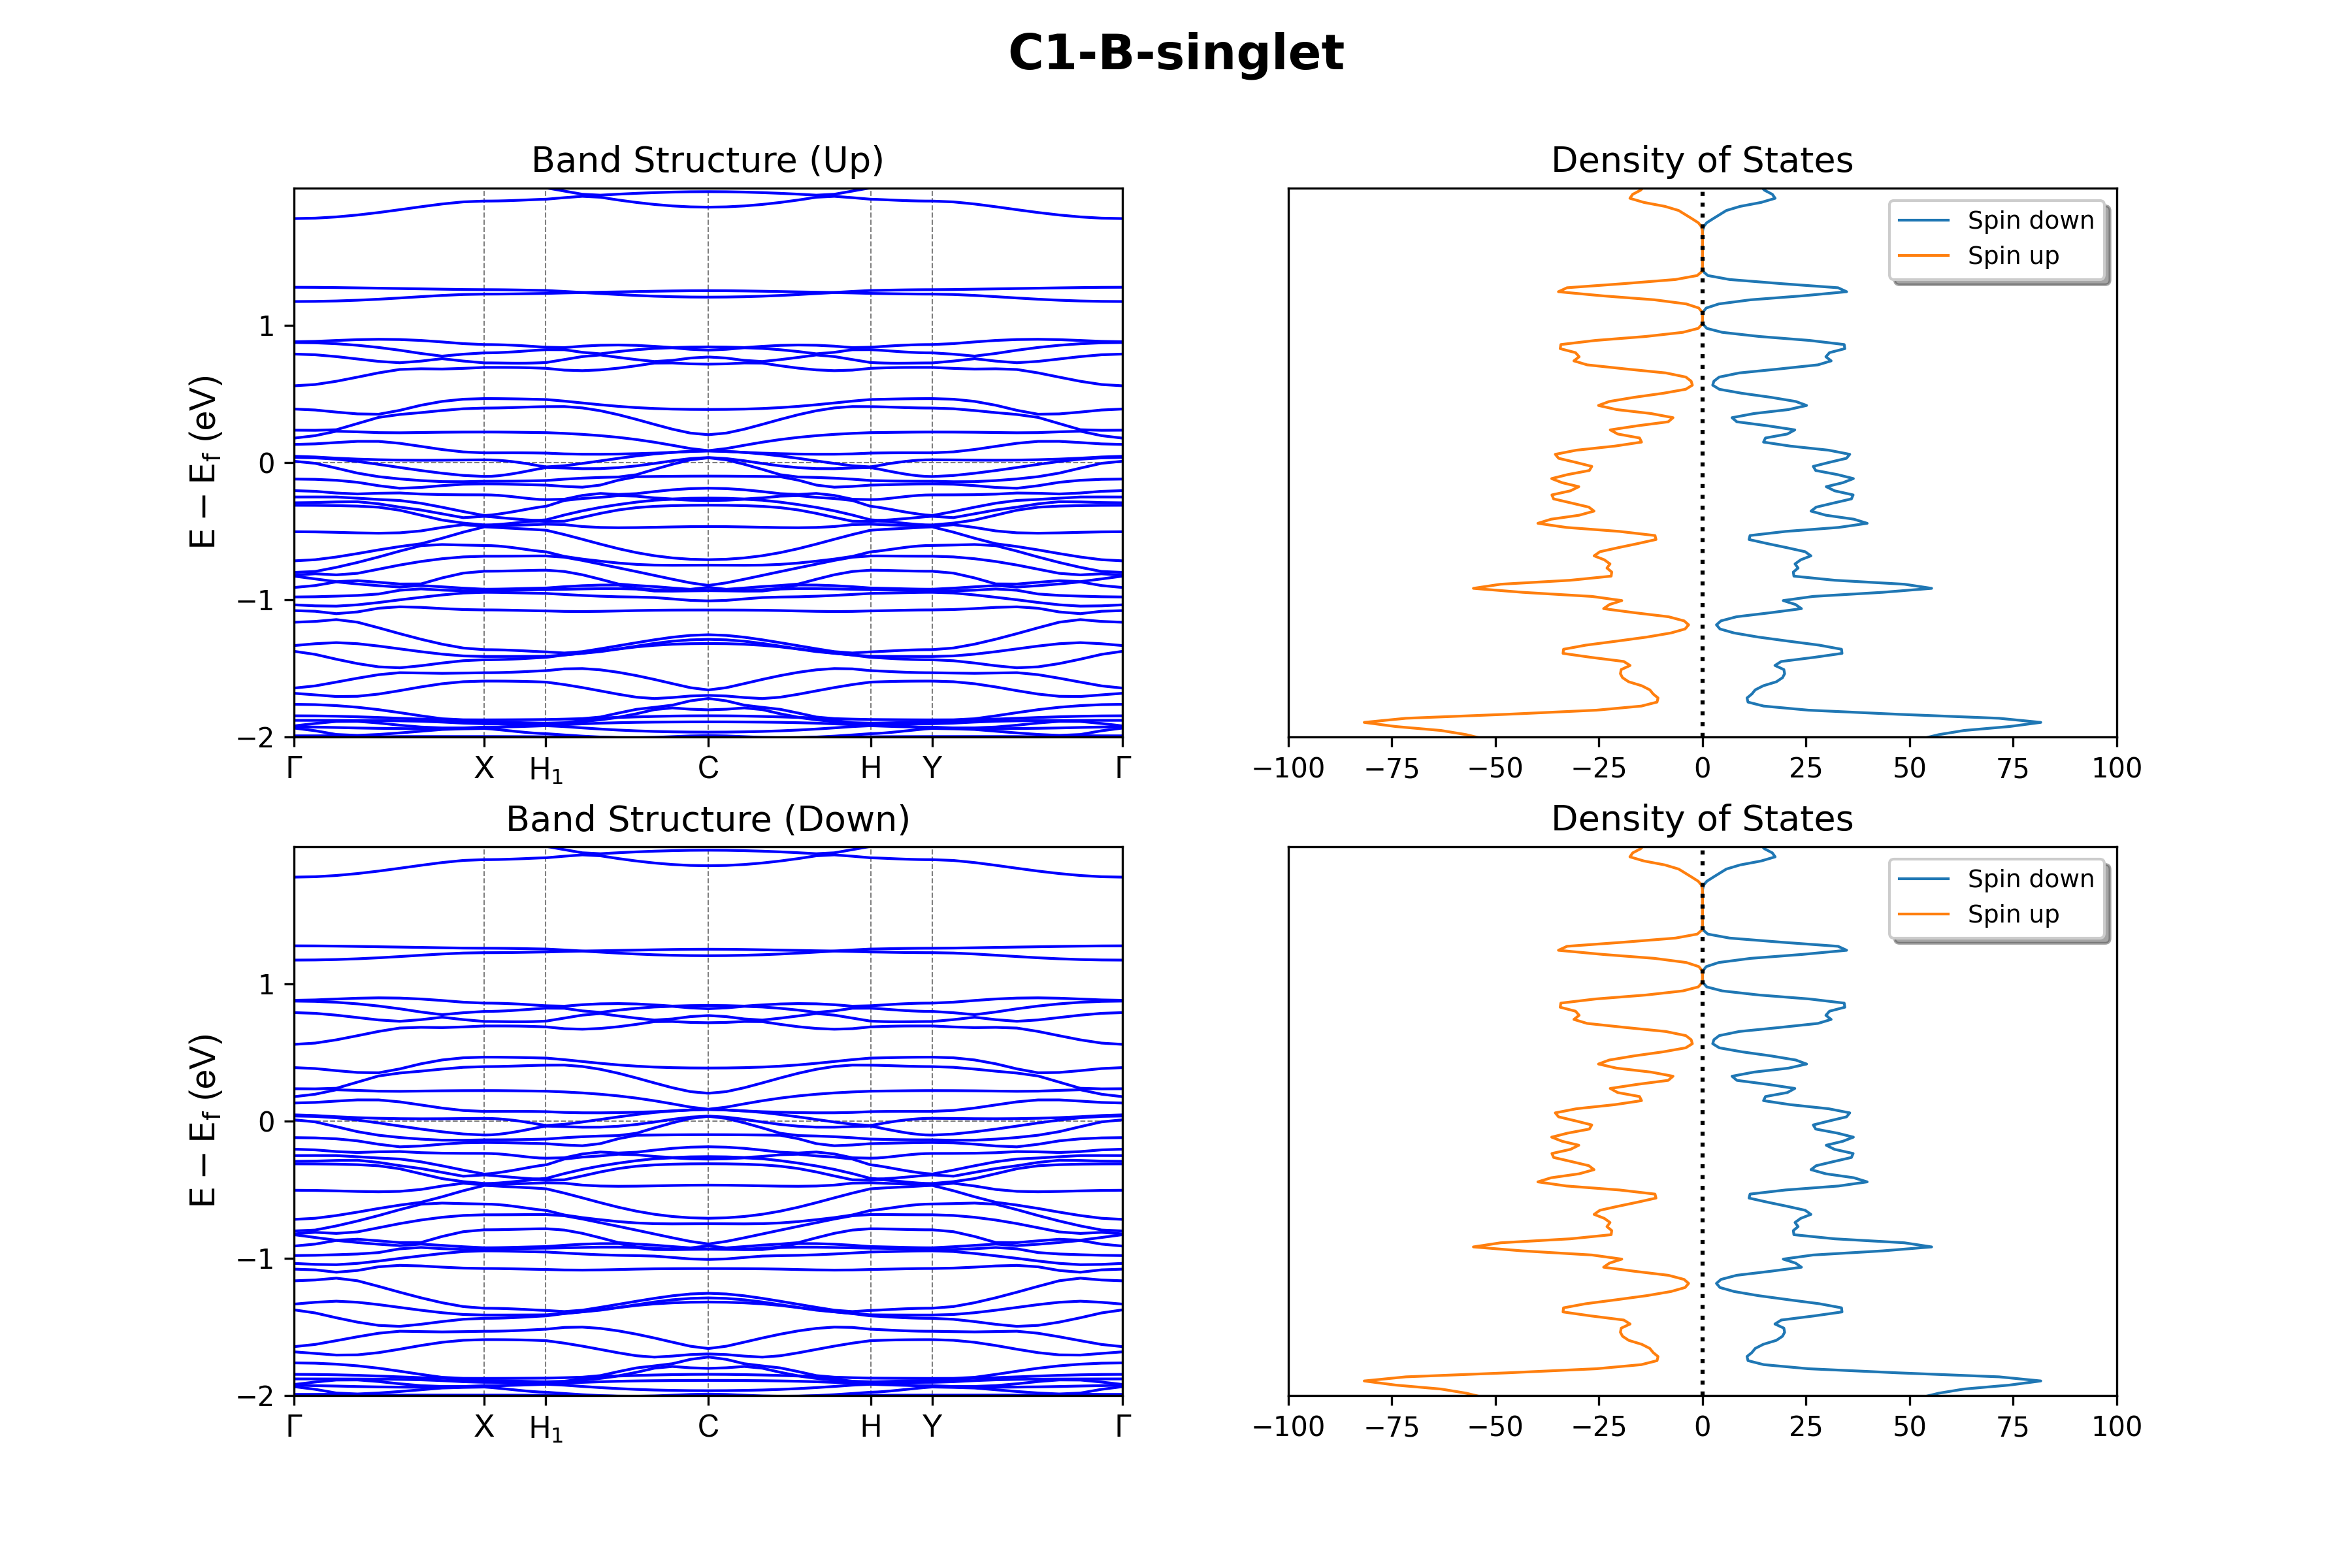 C1-B-singlet
Band Structure (Up)
Density of States
E − E_f (eV)
1
0
−1
−2
Γ X H₁ C H Y Γ
Spin down
Spin up
−100 −75 −50 −25 0 25 50 75 100
Band Structure (Down)
Density of States
E − E_f (eV)
1
0
−1
−2
Γ X H₁ C H Y Γ
Spin down
Spin up
−100 −75 −50 −25 0 25 50 75 100